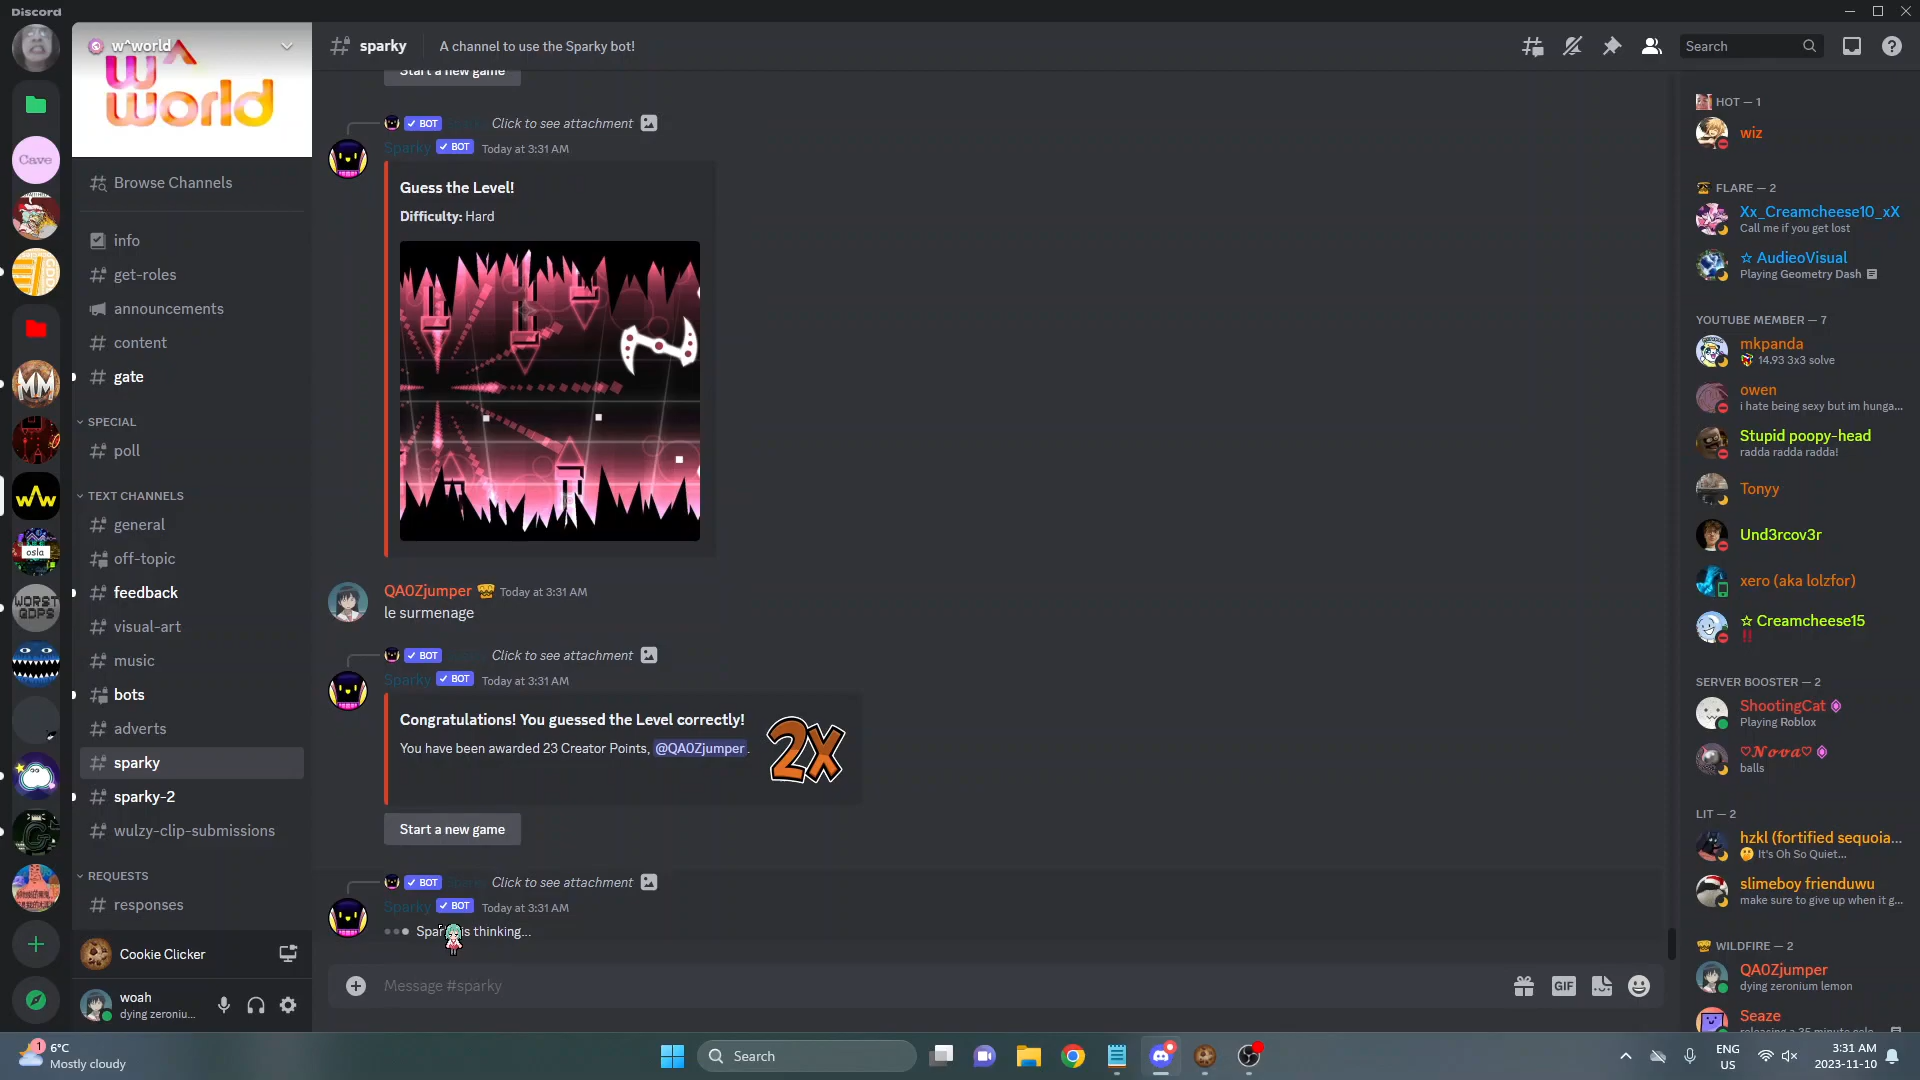 Discord
w^world
w^
world
Browse Channels
info
get-roles
announcements
content
gate
SPECIAL
poll
TEXT CHANNELS
general
off-topic
feedback
visual-art
music
bots
adverts
sparky
sparky-2
wulzy-clip-submissions
REQUESTS
responses
Cave
MM
osla
WORST
GDPS
Cookie Clicker
woah
dying zeroniu...
sparky
A channel to use the Sparky bot!
Search
Start a new game
BOT Click to see attachment
Sparky BOT Today at 3:31 AM
Guess the Level!
Difficulty: Hard
QA0Zjumper Today at 3:31 AM
le surmenage
BOT Click to see attachment
Sparky BOT Today at 3:31 AM
Congratulations! You guessed the Level correctly!
You have been awarded 23 Creator Points, @QA0Zjumper.
2X
Start a new game
BOT Click to see attachment
Sparky BOT Today at 3:31 AM
is thinking...
Message #sparky
GIF
HOT — 1
wiz
FLARE — 2
Xx_Creamcheese10_xX
Call me if you get lost
☆ AudieoVisual
Playing Geometry Dash
YOUTUBE MEMBER — 7
mkpanda
14.93 3x3 solve
owen
i hate being sexy but im hunga...
Stupid poopy-head
radda radda radda!
Tonyy
Und3rcov3r
xero (aka lolzfor)
☆ Creamcheese15
‼
SERVER BOOSTER — 2
ShootingCat
Playing Roblox
♡𝓝𝓸𝓿𝓪♡
balls
LIT — 2
hzkl (fortified sequoia...
It's Oh So Quiet...
slimeboy frienduwu
make sure to give up when it g...
WILDFIRE — 2
QA0Zjumper
dying zeronium lemon
Seaze
1
6°C
Mostly cloudy
Search
ENG
US
3:31 AM
2023-11-10